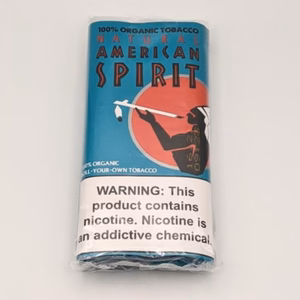 100% ORGANIC TOBACCO
NATURAL
AMERICAN
SPIRIT
100% ORGANIC
ROLL-YOUR-OWN TOBACCO
WARNING: This
product contains
nicotine. Nicotine is
an addictive chemical.